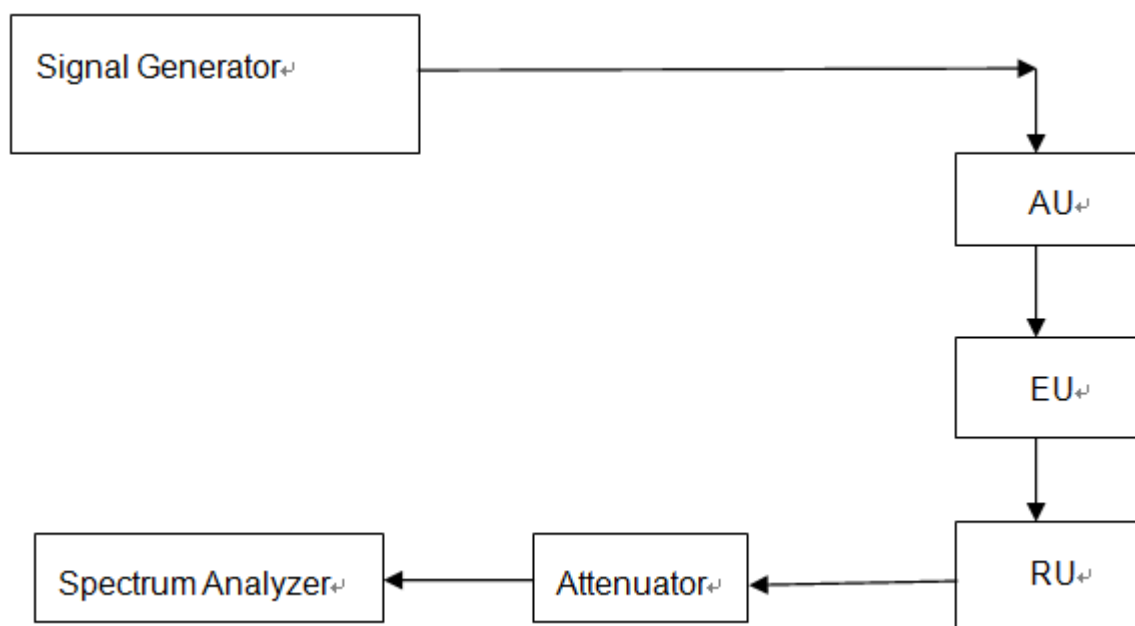 Signal Generator
AU
EU
RU
Attenuator
Spectrum Analyzer